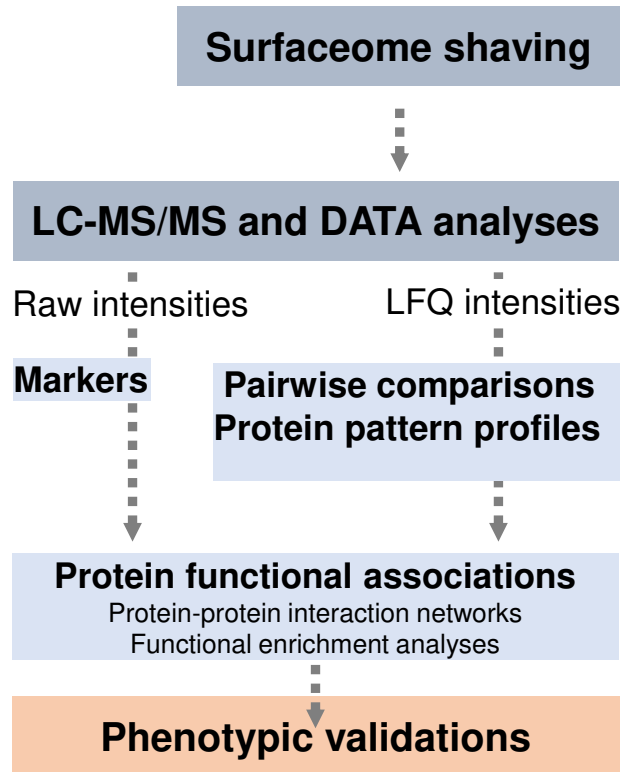 Surfaceome shaving
LC-MS/MS and DATA analyses
Raw intensities
LFQ intensities
Markers
Pairwise comparisons
Protein pattern profiles
Protein functional associations
Protein-protein interaction networks
Functional enrichment analyses
Phenotypic validations